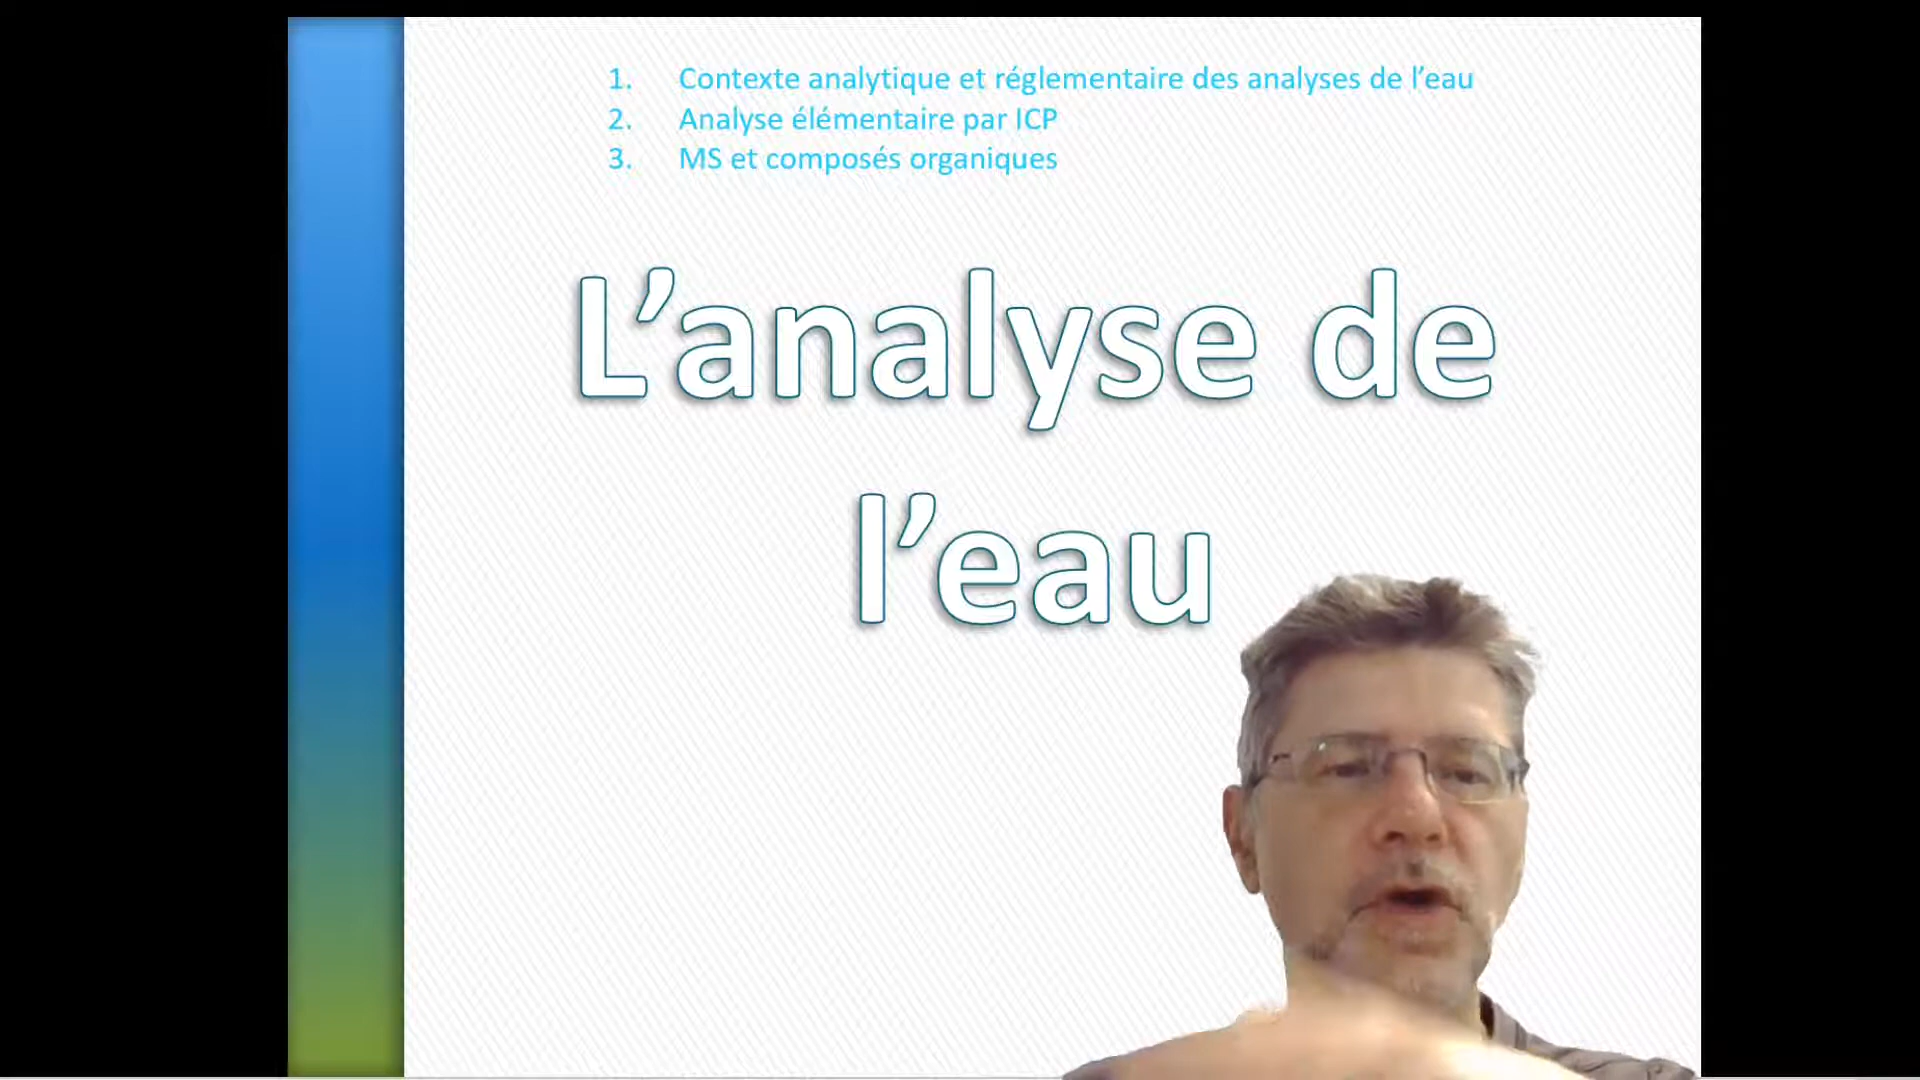 1. Contexte analytique et réglementaire des analyses de l’eau
2. Analyse élémentaire par ICP
3. MS et composés organiques
L’analyse de
l’eau